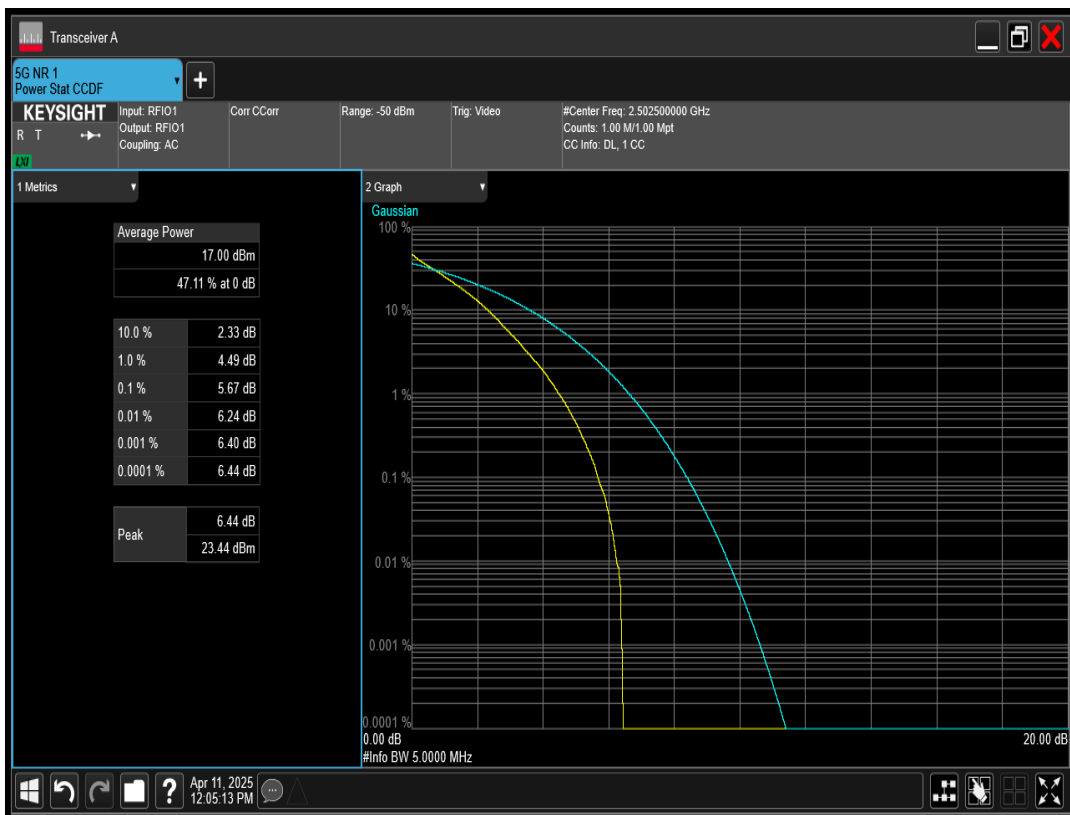 Transceiver A
5G NR 1
Power Stat CCDF
+
KEYSIGHT
R T
LXI
Input: RFIO1
Output: RFIO1
Coupling: AC
Corr CCorr
Range: -50 dBm
Trig: Video
#Center Freq: 2.502500000 GHz
Counts: 1.00 M/1.00 Mpt
CC Info: DL, 1 CC
1 Metrics
Average Power
17.00 dBm
47.11 % at 0 dB
10.0 % 2.33 dB
1.0 % 4.49 dB
0.1 % 5.67 dB
0.01 % 6.24 dB
0.001 % 6.40 dB
0.0001 % 6.44 dB
Peak
6.44 dB
23.44 dBm
2 Graph
Gaussian
100 %
10 %
1 %
0.1 %
0.01 %
0.001 %
0.0001 %
0.00 dB 20.00 dB
#Info BW 5.0000 MHz
?
Apr 11, 2025
12:05:13 PM